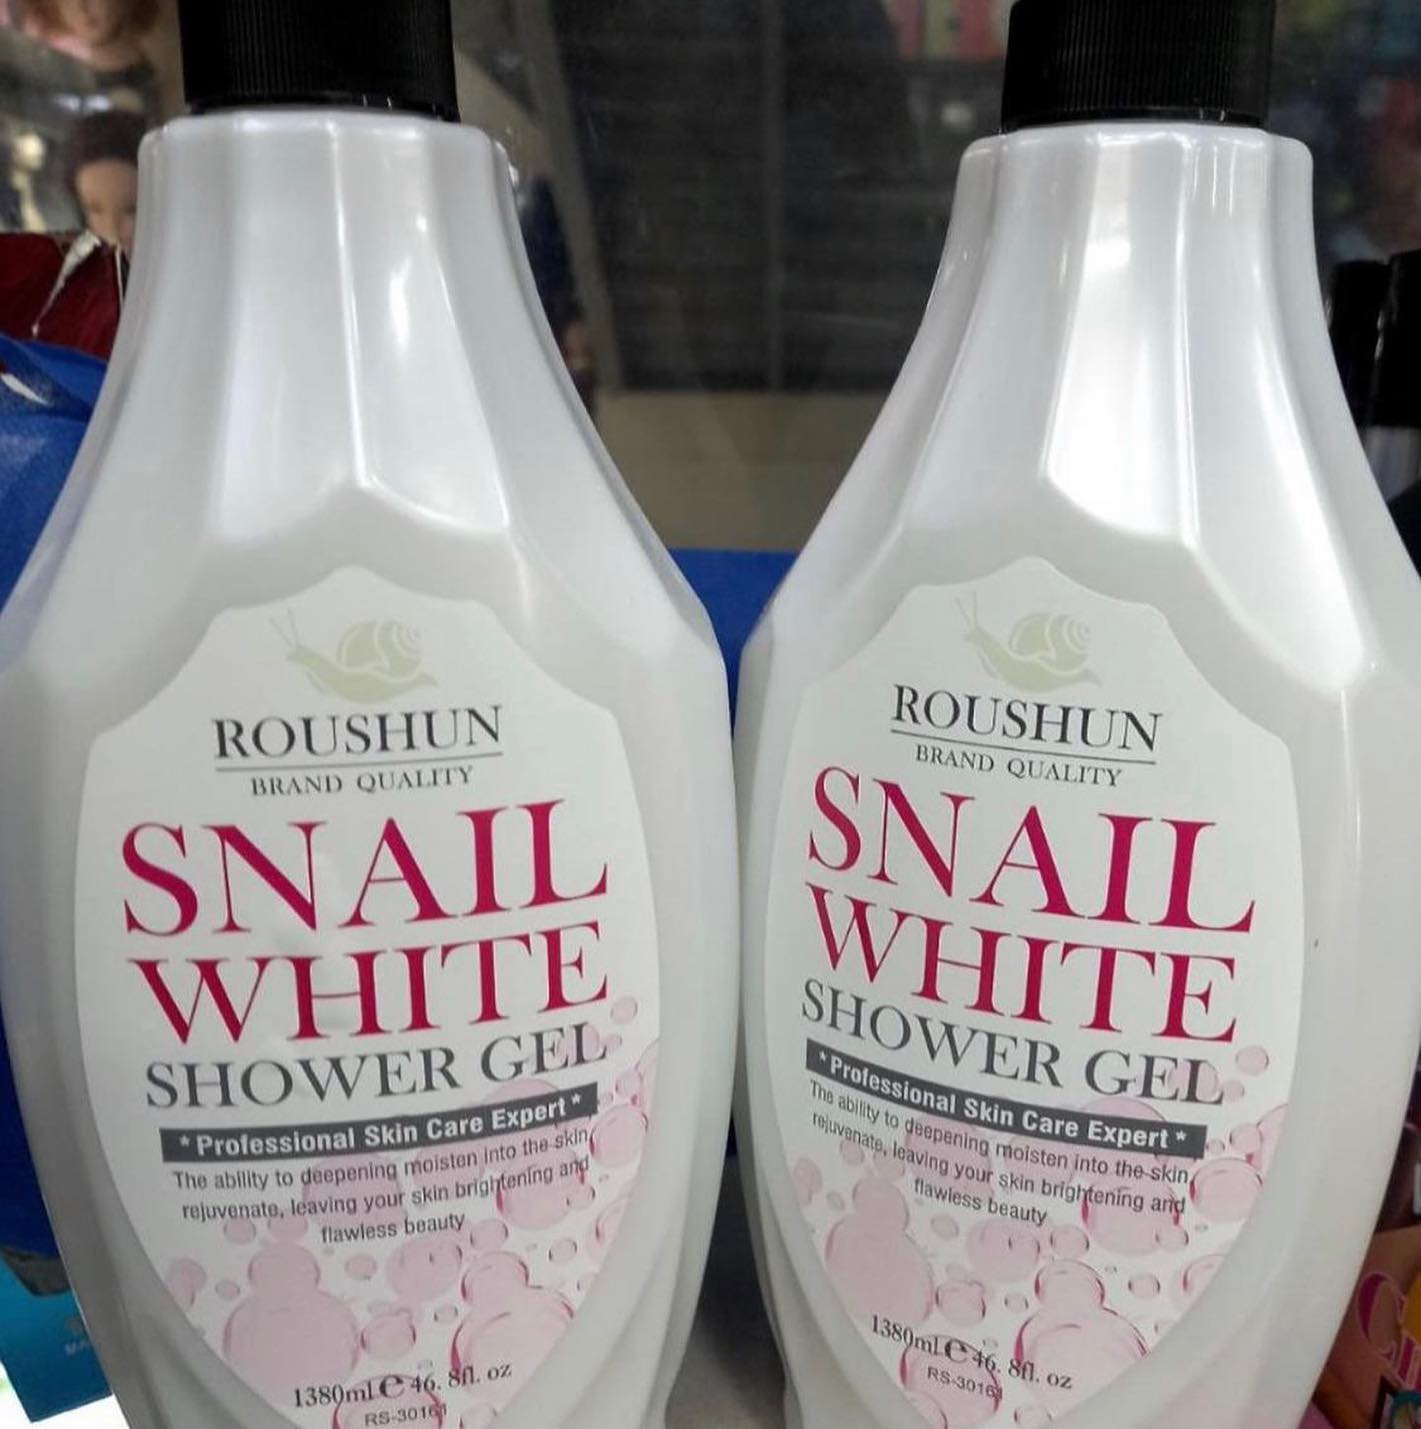 ROUSHUN
BRAND QUALITY
SNAIL
WHITE
SHOWER GEL
*Professional Skin Care Expert*
The ability to deepening moisten into the skin
rejuvenate, leaving your skin brightening and
flawless beauty
1380ml ℮ 46. 8fl. oz
ROUSHUN
BRAND QUALITY
SNAIL
WHITE
SHOWER GEL
*Professional Skin Care Expert*
The ability to deepening moisten into the skin,
rejuvenate, leaving your skin brightening and
flawless beauty
1380ml ℮ 46. 8fl. oz